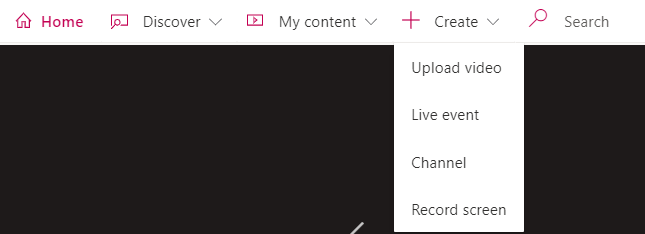 Home Discover My content Create Search
Upload video
Live event
Channel
Record screen